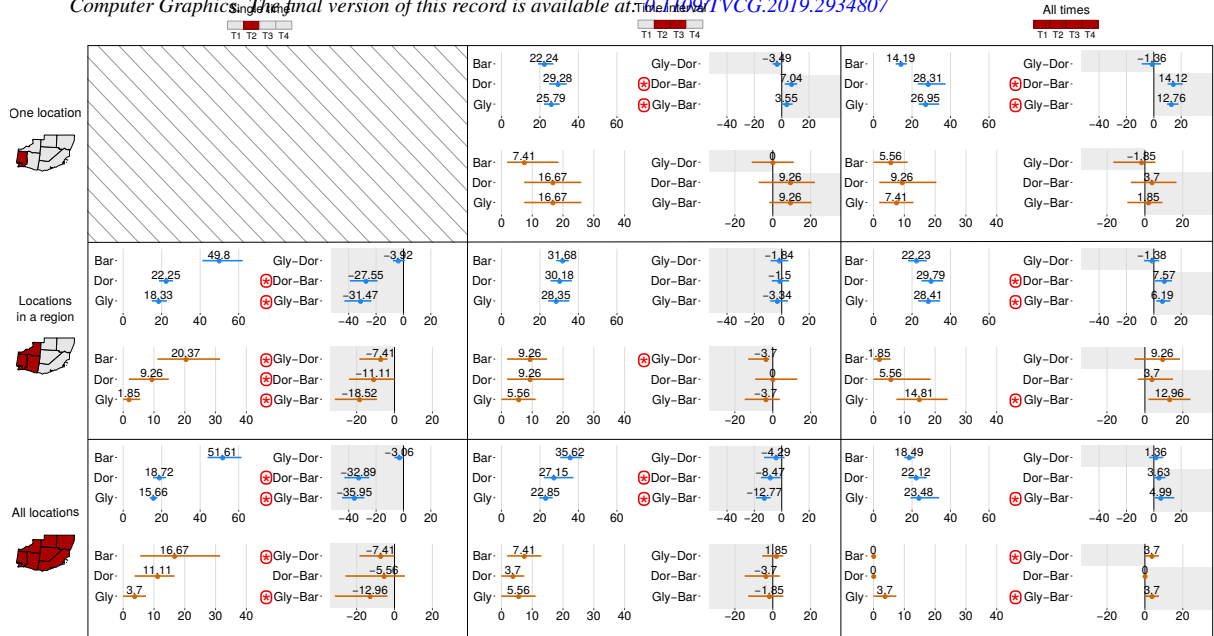 Computer Graphics. The final version of this record is available at: 10.1109/TVCG.2019.2934807
Single time
T1 T2 T3 T4
Time interval
T1 T2 T3 T4
All times
T1 T2 T3 T4
One location
Bar 22,24
Dor 29,28
Gly 25,79
0 20 40 60
Gly−Dor −3,49
*Dor−Bar 7,04
*Gly−Bar 3,55
−40 −20 0 20
Bar 14,19
Dor 28,31
Gly 26,95
0 20 40 60
Gly−Dor −1,36
*Dor−Bar 14,12
*Gly−Bar 12,76
−40 −20 0 20
Bar 7.41
Dor 16,67
Gly 16,67
0 10 20 30 40
Gly−Dor 0
Dor−Bar 9.26
Gly−Bar 9.26
−20 0 20
Bar 5.56
Dor 9.26
Gly 7.41
0 10 20 30 40
Gly−Dor −1,85
Dor−Bar 3,7
Gly−Bar 1,85
−20 0 20
Locations
in a region
Bar 49.8
Dor 22,25
Gly 18,33
0 20 40 60
Gly−Dor −3,92
*Dor−Bar −27,55
*Gly−Bar −31,47
−40 −20 0 20
Bar 31,68
Dor 30,18
Gly 28,35
0 20 40 60
Gly−Dor −1,84
Dor−Bar −1,5
Gly−Bar −3,34
−40 −20 0 20
Bar 22,23
Dor 29,79
Gly 28,41
0 20 40 60
Gly−Dor −1,38
*Dor−Bar 7,57
*Gly−Bar 6,19
−40 −20 0 20
Bar 20,37
Dor 9.26
Gly 1.85
0 10 20 30 40
*Gly−Dor −7,41
*Dor−Bar −11,11
*Gly−Bar −18,52
−20 0 20
Bar 9.26
Dor 9.26
Gly 5.56
0 10 20 30 40
*Gly−Dor −3,7
Dor−Bar 0
Gly−Bar −3,7
−20 0 20
Bar 1.85
Dor 5.56
Gly 14,81
0 10 20 30 40
Gly−Dor 9.26
Dor−Bar 3,7
*Gly−Bar 12,96
−20 0 20
All locations
Bar 51,61
Dor 18,72
Gly 15,66
0 20 40 60
Gly−Dor −3,06
*Dor−Bar −32,89
*Gly−Bar −35,95
−40 −20 0 20
Bar 35,62
Dor 27,15
Gly 22,85
0 20 40 60
Gly−Dor −4,29
*Dor−Bar −8,47
*Gly−Bar −12,77
−40 −20 0 20
Bar 18,49
Dor 22,12
Gly 23,48
0 20 40 60
Gly−Dor 1,36
Dor−Bar 3,63
*Gly−Bar 4,99
−40 −20 0 20
Bar 16,67
Dor 11,11
Gly 3.7
0 10 20 30 40
*Gly−Dor −7,41
Dor−Bar −5,56
*Gly−Bar −12,96
−20 0 20
Bar 7.41
Dor 3.7
Gly 5.56
0 10 20 30 40
Gly−Dor 1,85
Dor−Bar −3,7
Gly−Bar −1,85
−20 0 20
Bar 0
Dor 0
Gly 3.7
0 10 20 30 40
*Gly−Dor 3,7
Dor−Bar 0
*Gly−Bar 3,7
−20 0 20